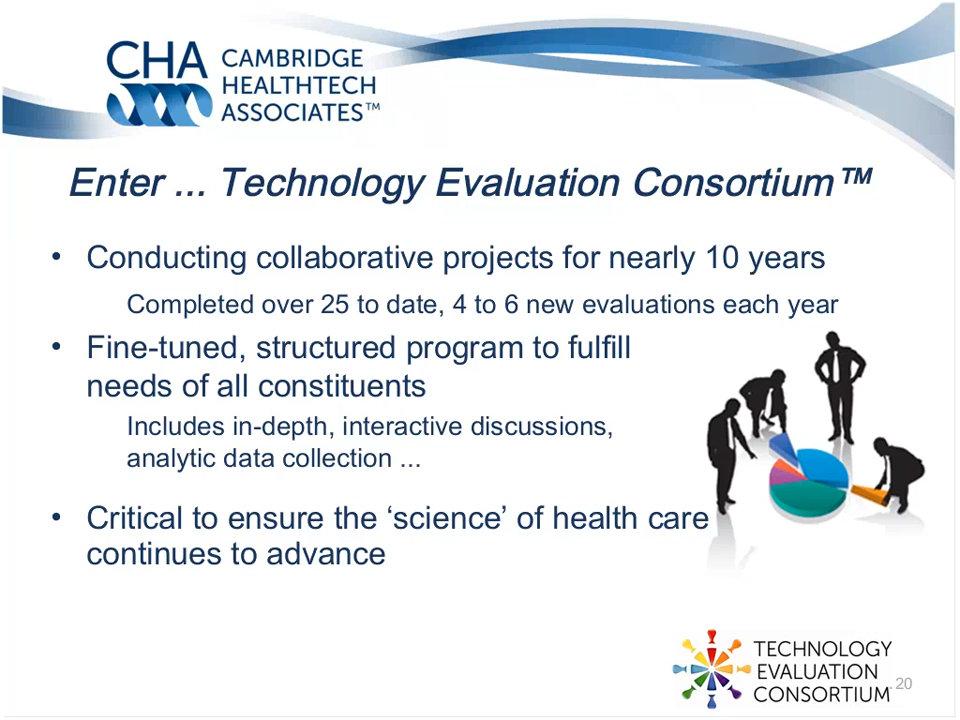 CHA
CAMBRIDGE
HEALTHTECH
ASSOCIATES™
Enter ... Technology Evaluation Consortium™
• Conducting collaborative projects for nearly 10 years
Completed over 25 to date, 4 to 6 new evaluations each year
• Fine-tuned, structured program to fulfill
needs of all constituents
Includes in-depth, interactive discussions,
analytic data collection ...
• Critical to ensure the ‘science’ of health care
continues to advance
TECHNOLOGY
EVALUATION
CONSORTIUM
20